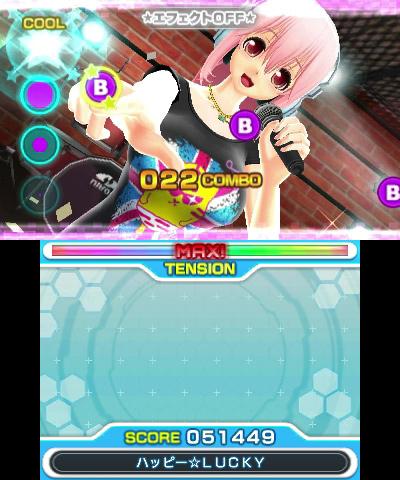 ★エフェクトOFF★
COOL
B
B
B
022 COMBO
MAX!
TENSION
SCORE 051449
ハッピー☆LUCKY